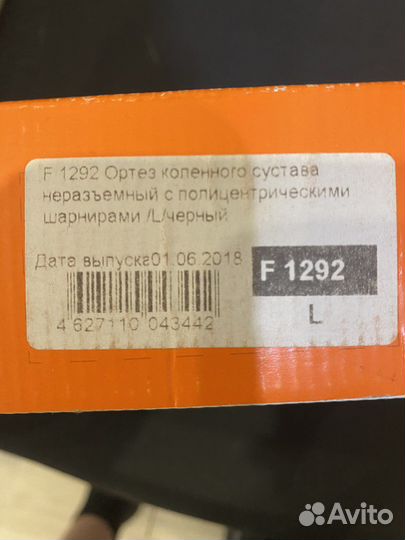 F 1292 Ортез коленного сустава
неразъемный с полицентрическими
шарнирами /L/черный
Дата выпуска01.06.2018
F 1292
L
4 627110 043442
Avito